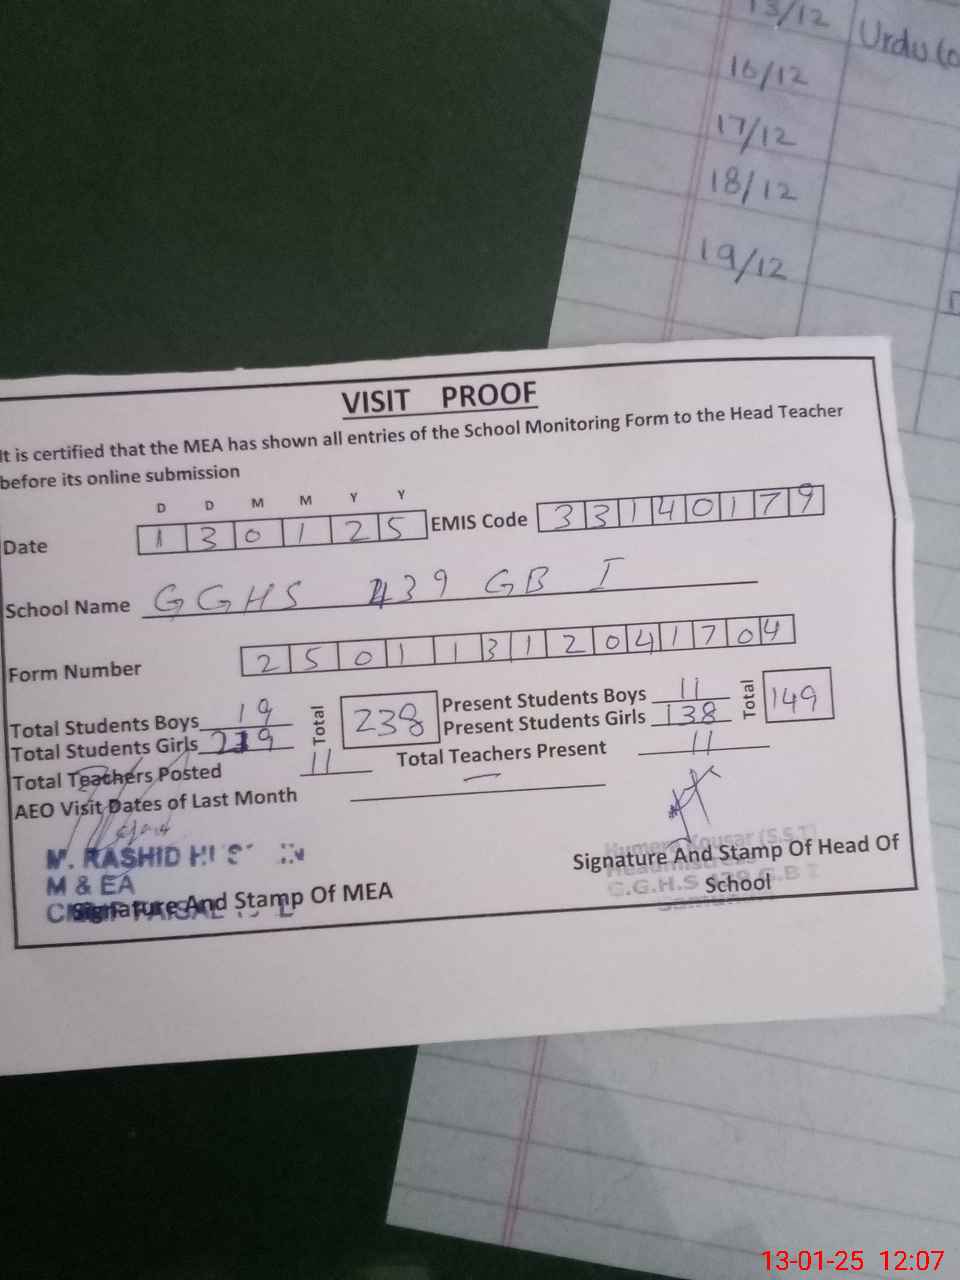 13/12
Urdu
16/12
17/12
18/12
19/12
VISIT PROOF
It is certified that the MEA has shown all entries of the School Monitoring Form to the Head Teacher
before its online submission
D D M M Y Y
Date 1 3 0 1 2 5 EMIS Code 3 3 1 4 0 1 7 9
School Name GGHS 439 GB I
Form Number 2 5 0 1 1 3 1 2 0 4 1 7 0 4
Total Students Boys 19 Total 238 Present Students Boys 11 Total 149
Total Students Girls 219 Present Students Girls 138
Total Teachers Posted 11 Total Teachers Present 11
AEO Visit Dates of Last Month —
M. RASHID
M & EA
Signature And Stamp Of MEA
Kousar (S.S.T)
Signature And Stamp Of Head Of
School
G.G.H.S G.B I
13-01-25 12:07